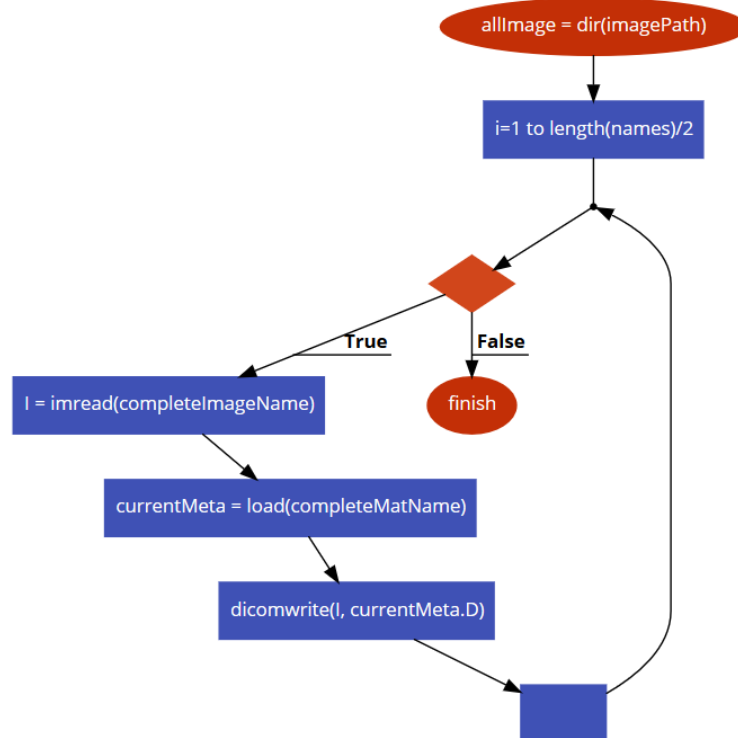 allImage = dir(imagePath)
i=1 to length(names)/2
True
False
I = imread(completeImageName)
finish
currentMeta = load(completeMatName)
dicomwrite(I, currentMeta.D)